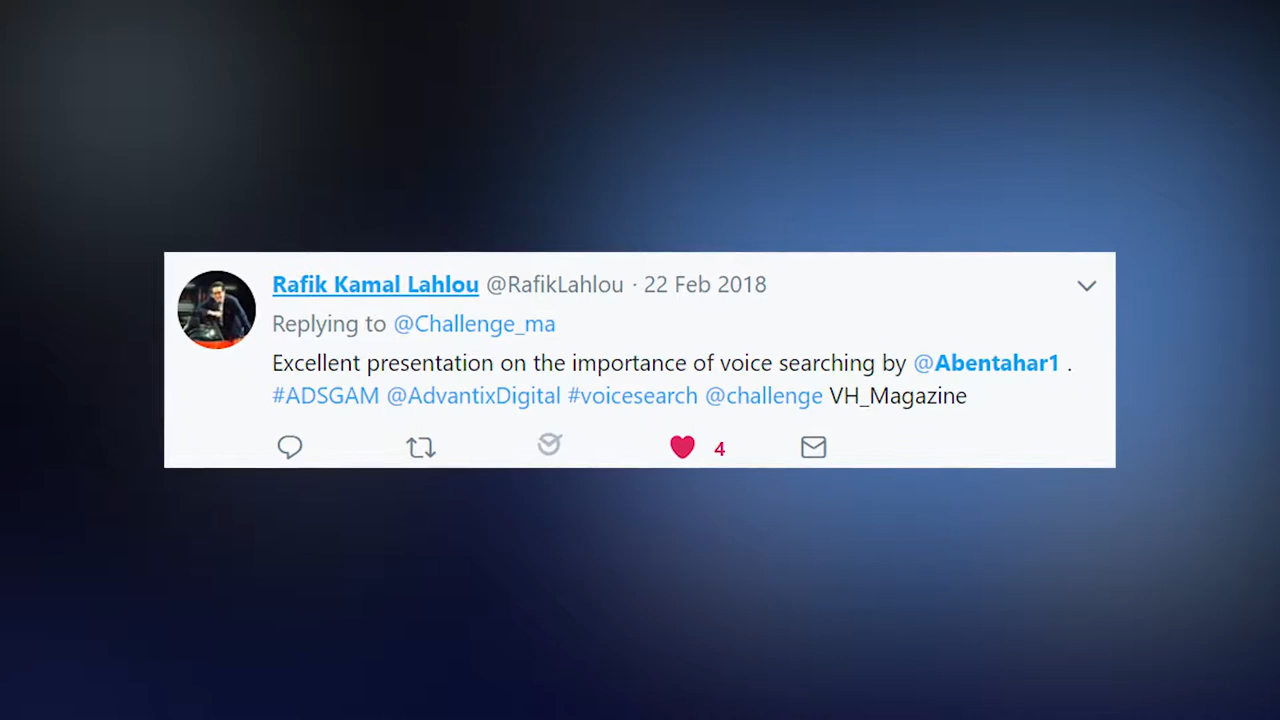 Rafik Kamal Lahlou @RafikLahlou · 22 Feb 2018
Replying to @Challenge_ma
Excellent presentation on the importance of voice searching by @Abentahar1 .
#ADSGAM @AdvantixDigital #voicesearch @challenge VH_Magazine
4